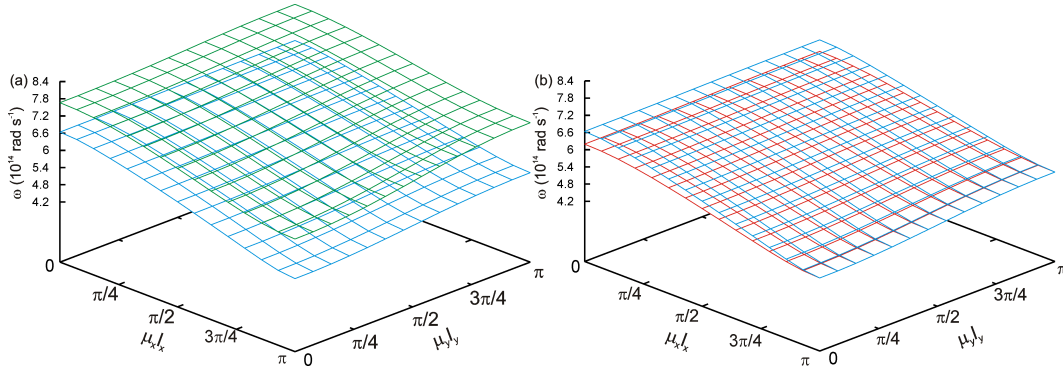 (a)
ω (10¹⁴ rad s⁻¹)
8.4
7.8
7.2
6.6
6
5.4
4.8
4.2
0
π/4
π/2
3π/4
π
μₓlₓ
0
π/4
π/2
3π/4
π
μᵧlᵧ
(b)
ω (10¹⁴ rad s⁻¹)
8.4
7.8
7.2
6.6
6
5.4
4.8
4.2
0
π/4
π/2
3π/4
π
μₓlₓ
0
π/4
π/2
3π/4
π
μᵧlᵧ